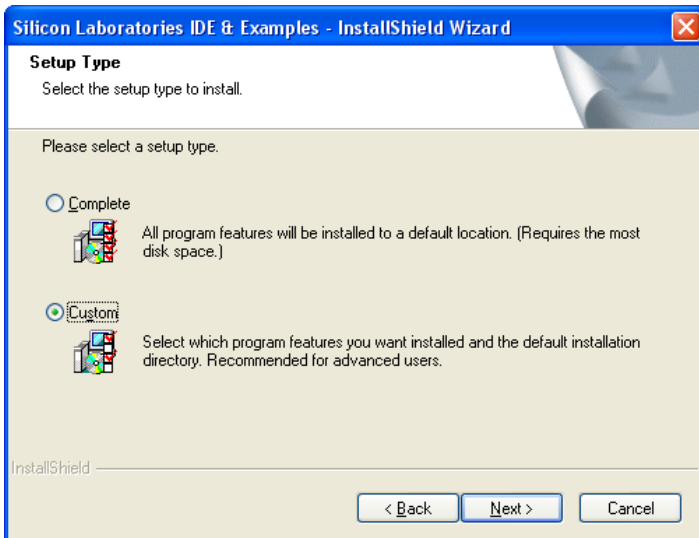 Silicon Laboratories IDE & Examples - InstallShield Wizard
Setup Type
Select the setup type to install.
Please select a setup type.
Complete
All program features will be installed to a default location. (Requires the most
disk space.)
Custom
Select which program features you want installed and the default installation
directory. Recommended for advanced users.
InstallShield
< Back
Next >
Cancel